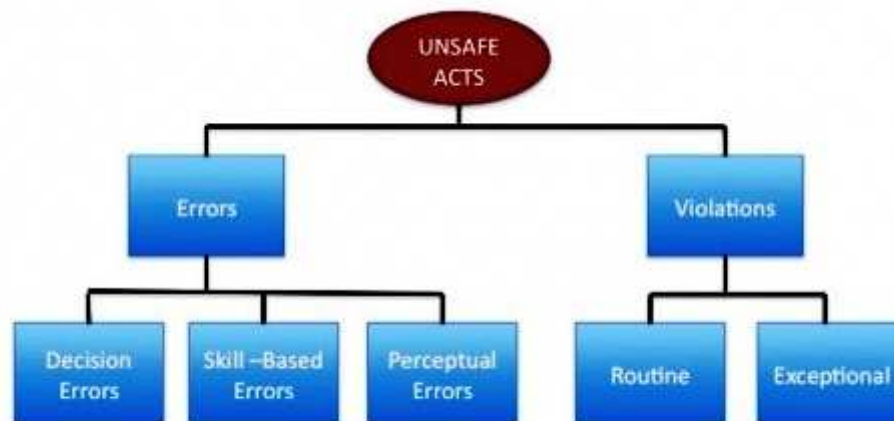 UNSAFE
ACTS
Errors
Violations
Decision
Errors
Skill –Based
Errors
Perceptual
Errors
Routine
Exceptional